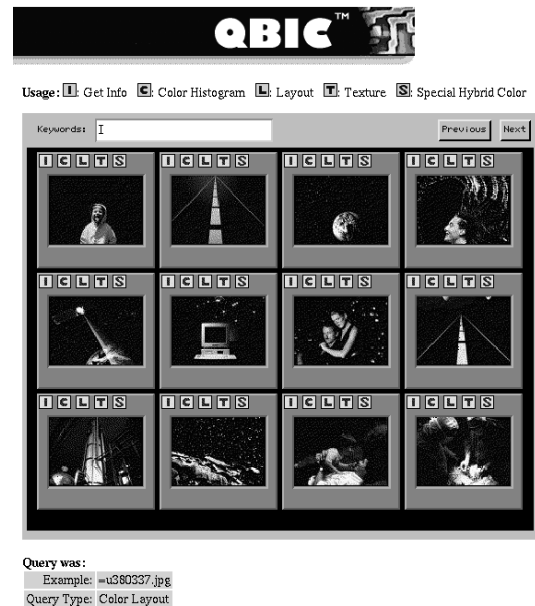 QBIC™
Usage: I: Get Info C: Color Histogram L: Layout T: Texture S: Special Hybrid Color
Keywords: I Previous Next
I C L T S I C L T S I C L T S I C L T S
I C L T S I C L T S I C L T S I C L T S
I C L T S I C L T S I C L T S I C L T S
Query was:
Example: =u380337.jpg
Query Type: Color Layout